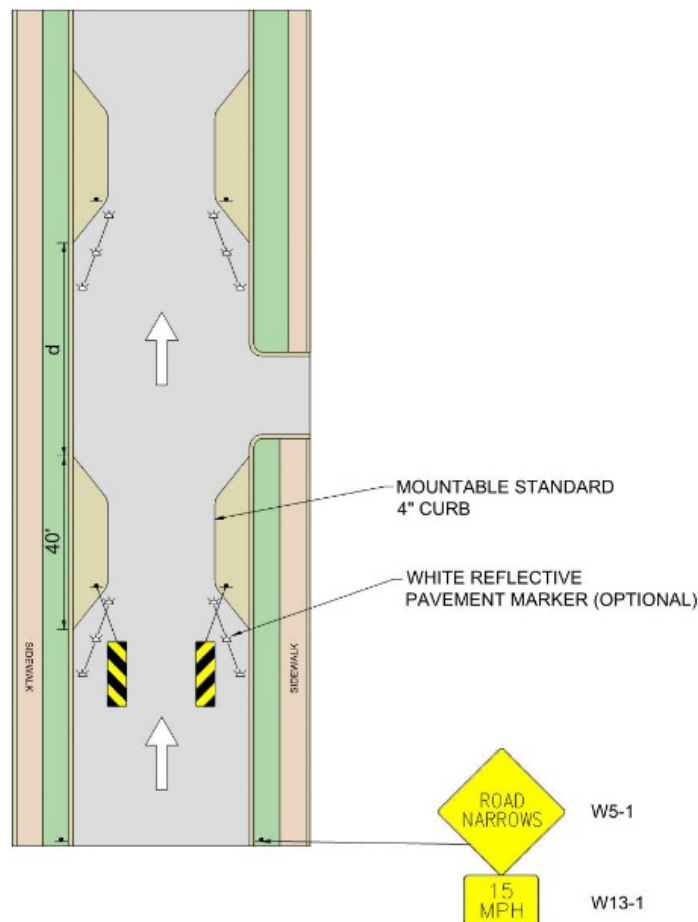 d
40'
MOUNTABLE STANDARD
4" CURB
WHITE REFLECTIVE
PAVEMENT MARKER (OPTIONAL)
SIDEWALK
SIDEWALK
ROAD
NARROWS
W5-1
15
MPH
W13-1